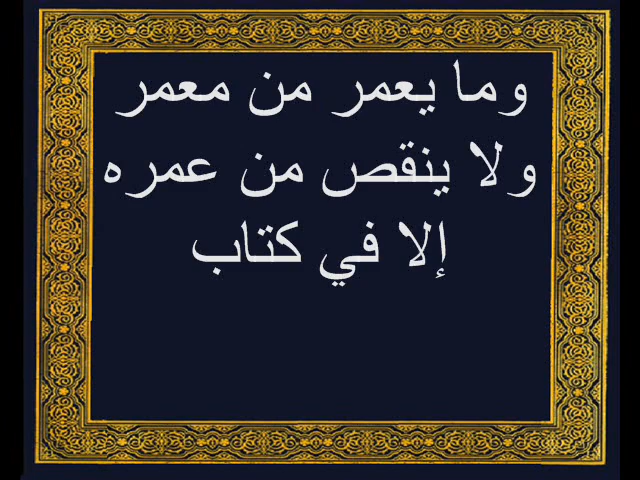 وما يعمر من معمر
ولا ينقص من عمره
إلا في كتاب